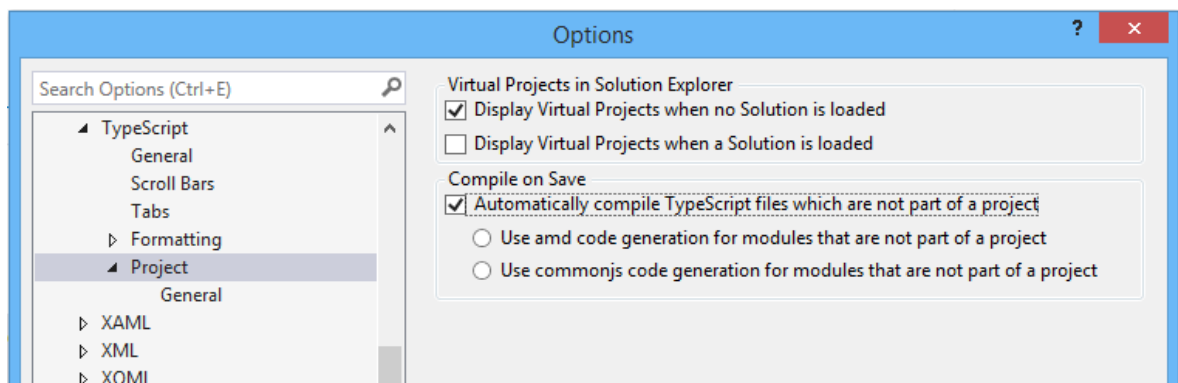 Options
?
Search Options (Ctrl+E)
TypeScript
General
Scroll Bars
Tabs
Formatting
Project
General
XAML
XML
XOML
Virtual Projects in Solution Explorer
Display Virtual Projects when no Solution is loaded
Display Virtual Projects when a Solution is loaded
Compile on Save
Automatically compile TypeScript files which are not part of a project
Use amd code generation for modules that are not part of a project
Use commonjs code generation for modules that are not part of a project